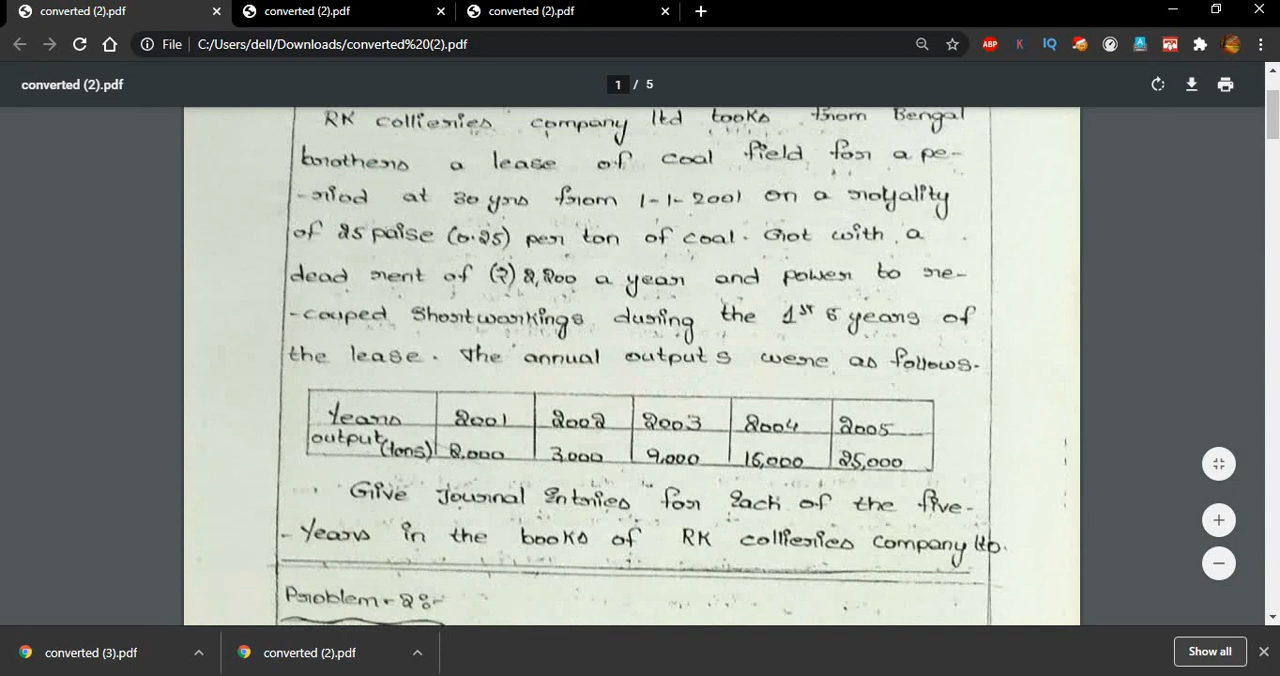 converted (2).pdf
converted (2).pdf
converted (2).pdf
File
C:/Users/dell/Downloads/converted%20(2).pdf
ABP
K
IQ
converted (2).pdf
1 / 5
RK collieries company ltd tooks from Bengal
brothers a lease of coal field for a pe-
-riod at 30 yrs from 1-1-2001 on a royality
of 25 paise (0.25) per ton of coal. Got with a
dead rent of (₹) 2,200 a year and power to re-
-couped Shortworkings during the 1st 5 years of
the lease. The annual outputs were as follows.
Years 2001 2002 2003 2004 2005
output(tons) 2,000 3,000 9,000 16,000 25,000
Give Journal Entries for Each of the five-
-Years in the books of RK collieries company Ltd.
Problem-2:-
converted (3).pdf
converted (2).pdf
Show all